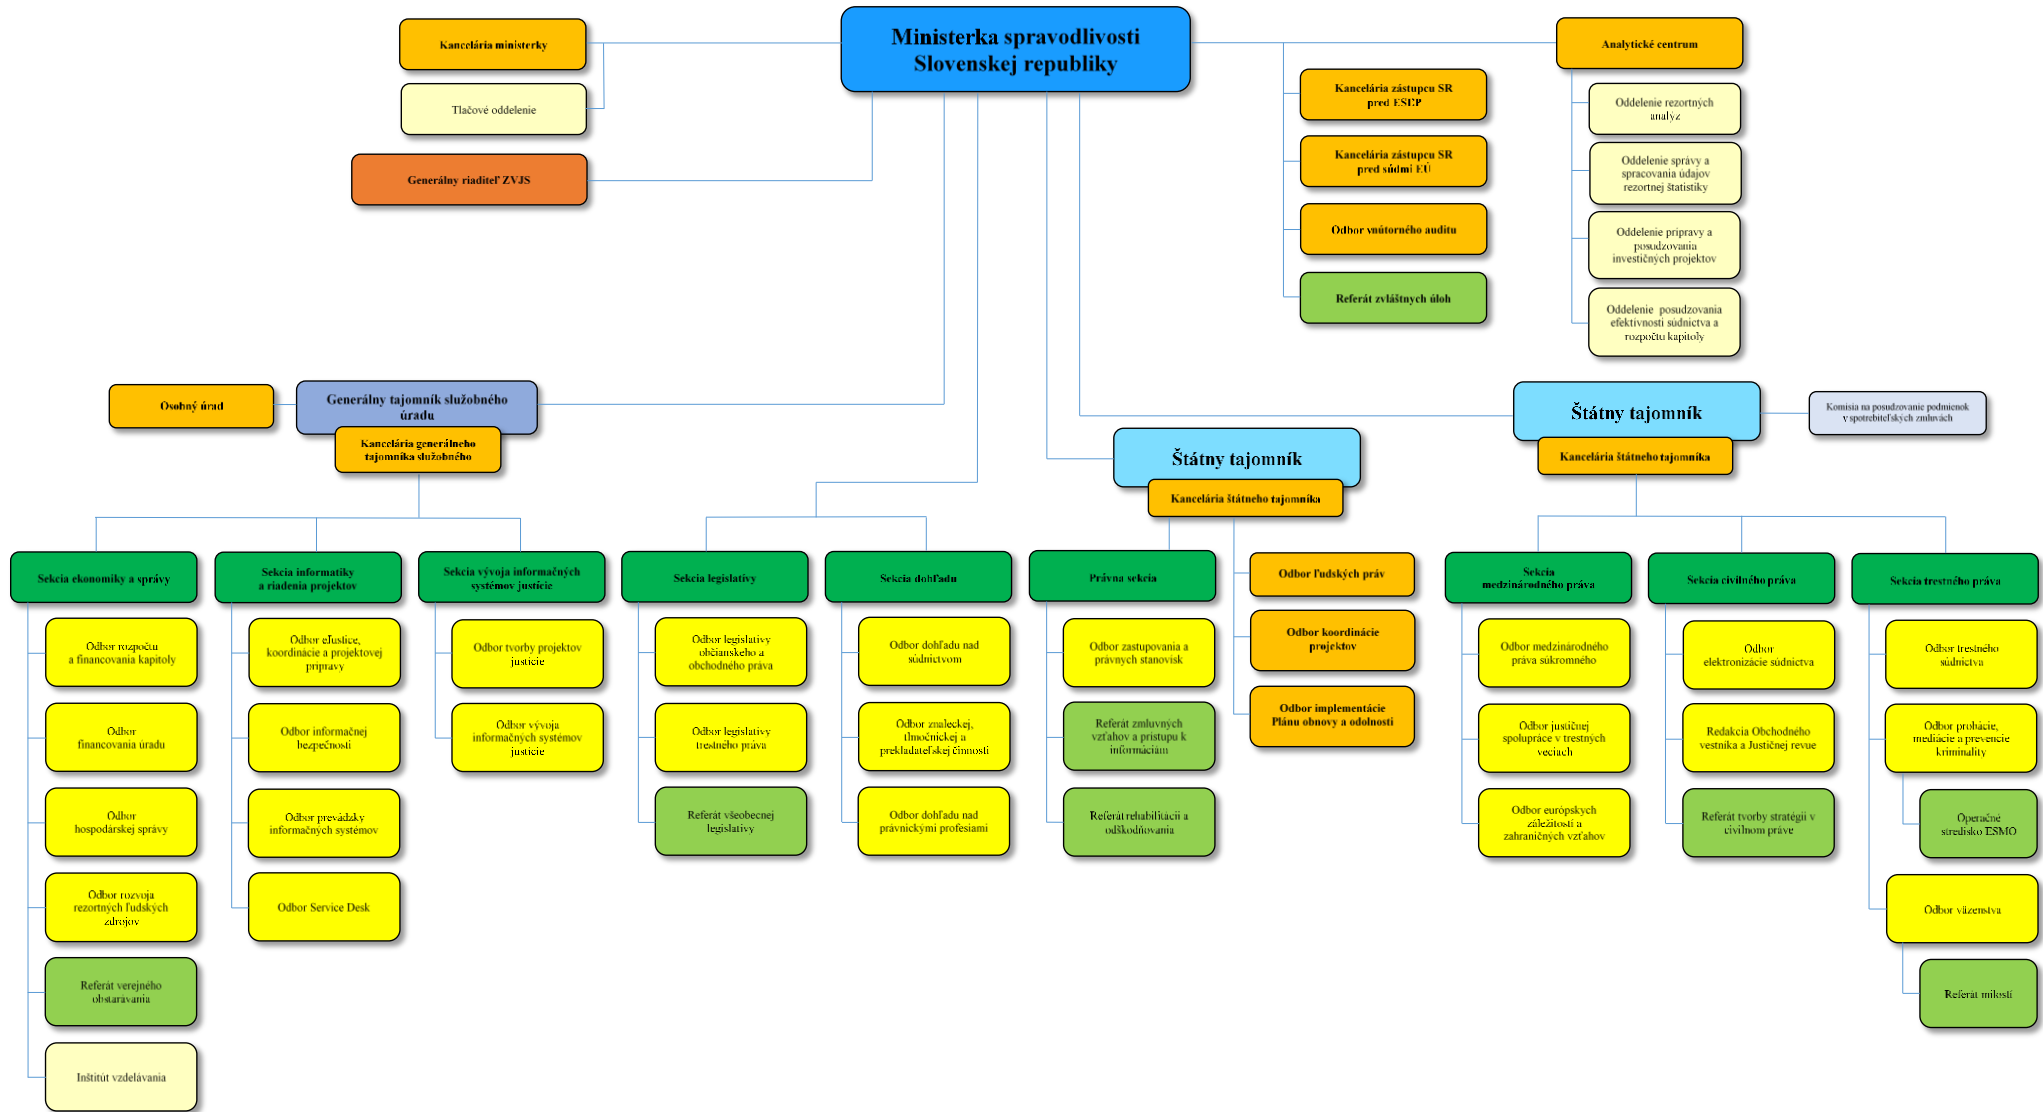 Ministerka spravodlivosti
Slovenskej republiky
Kancelária ministerky
Tlačové oddelenie
Generálny riaditeľ ZVJS
Kancelária zástupcu SR
pred ESĽP
Kancelária zástupcu SR
pred súdmi EÚ
Odbor vnútorného auditu
Referát zvláštnych úloh
Analytické centrum
Oddelenie rezortných
analýz
Oddelenie správy a
spracovania údajov
rezortnej štatistiky
Oddelenie prípravy a
posudzovania
investičných projektov
Oddelenie posudzovania
efektívnosti súdnictva a
rozpočtu kapitoly
Osobný úrad
Generálny tajomník služobného
úradu
Kancelária generálneho
tajomníka služobného
Štátny tajomník
Kancelária štátneho tajomníka
Štátny tajomník
Kancelária štátneho tajomníka
Komisia na posudzovanie podmienok
v spotrebiteľských zmluvách
Sekcia ekonomiky a správy
Odbor rozpočtu
a financovania kapitoly
Odbor
financovania úradu
Odbor
hospodárskej správy
Odbor rozvoja
rezortných ľudských
zdrojov
Referát verejného
obstarávania
Inštitút vzdelávania
Sekcia informatiky
a riadenia projektov
Odbor eJustice,
koordinácie a projektovej
prípravy
Odbor informačnej
bezpečnosti
Odbor prevádzky
informačných systémov
Odbor Service Desk
Sekcia vývoja informačných
systémov justície
Odbor tvorby projektov
justície
Odbor vývoja
informačných systémov
justície
Sekcia legislatívy
Odbor legislatívy
občianskeho a
obchodného práva
Odbor legislatívy
trestného práva
Referát všeobecnej
legislatívy
Sekcia dohľadu
Odbor dohľadu nad
súdnictvom
Odbor znaleckej,
tlmočníckej a
prekladateľskej činnosti
Odbor dohľadu nad
právnickými profesiami
Právna sekcia
Odbor zastupovania a
právnych stanovísk
Referát zmluvných
vzťahov a prístupu k
informáciám
Referát rehabilitácií a
odškodňovania
Odbor ľudských práv
Odbor koordinácie
projektov
Odbor implementácie
Plánu obnovy a odolnosti
Sekcia
medzinárodného práva
Odbor medzinárodného
práva súkromného
Odbor justičnej
spolupráce v trestných
veciach
Odbor európskych
záležitostí a
zahraničných vzťahov
Sekcia civilného práva
Odbor
elektronizácie súdnictva
Redakcia Obchodného
vestníka a Justičnej revue
Referát tvorby stratégií v
civilnom práve
Sekcia trestného práva
Odbor trestného
súdnictva
Odbor probácie,
mediácie a prevencie
kriminality
Operačné
stredisko ESMO
Odbor väzenstva
Referát milostí